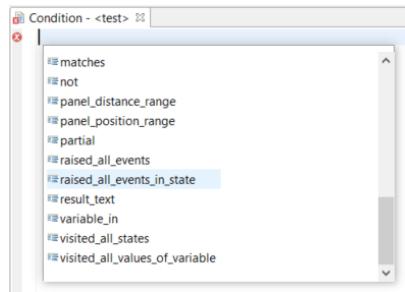 Condition - <test>
matches
not
panel_distance_range
panel_position_range
partial
raised_all_events
raised_all_events_in_state
result_text
variable_in
visited_all_states
visited_all_values_of_variable